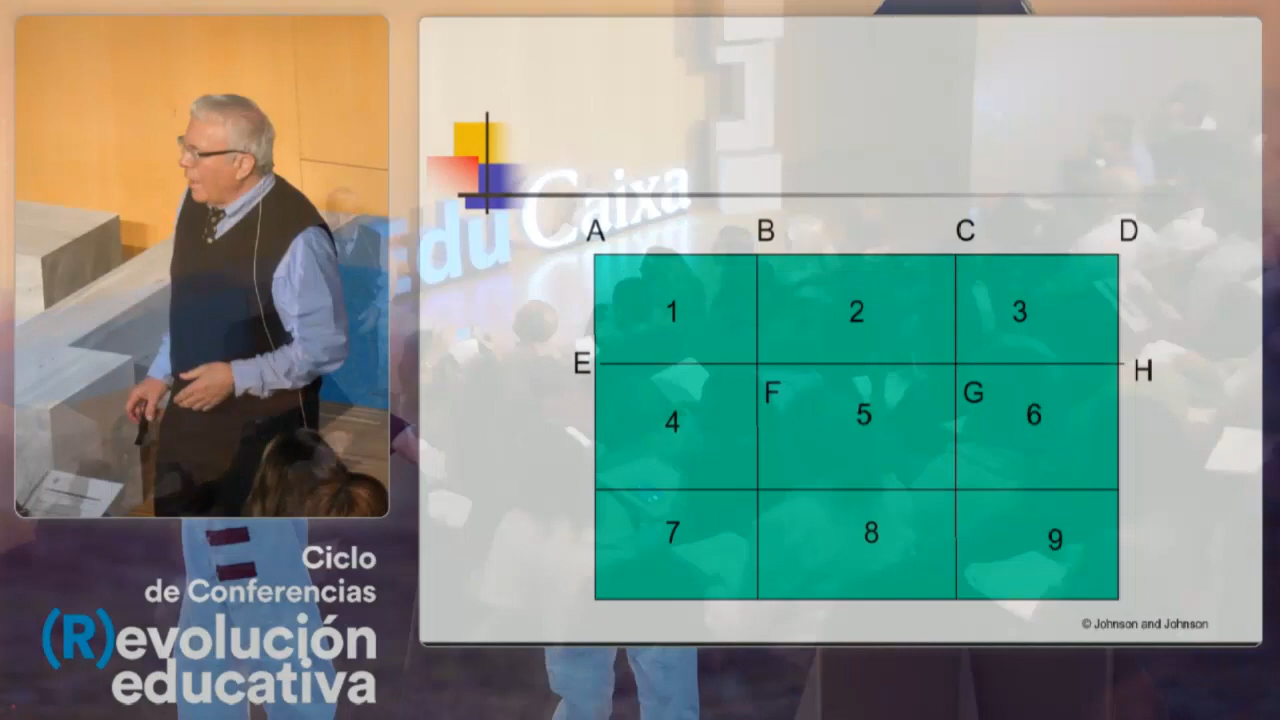 EduCaixa
A B C D
1 2 3
E H
F G
4 5 6
7 8 9
© Johnson and Johnson
Ciclo
de Conferencias
(R)evolución
educativa